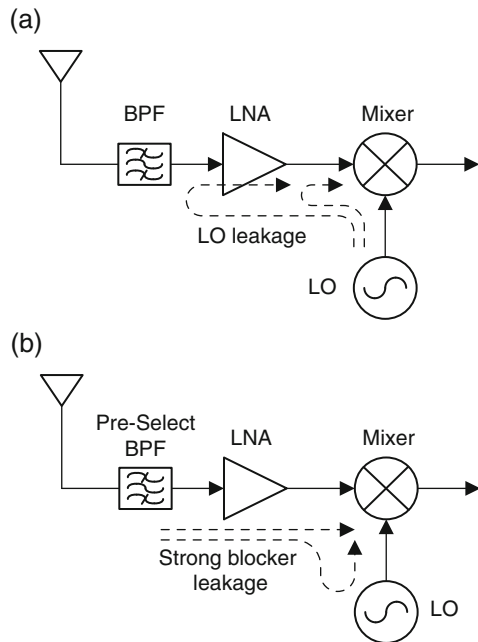 (a)
BPF
LNA
Mixer
LO leakage
LO
(b)
Pre-Select
BPF
LNA
Mixer
Strong blocker
leakage
LO